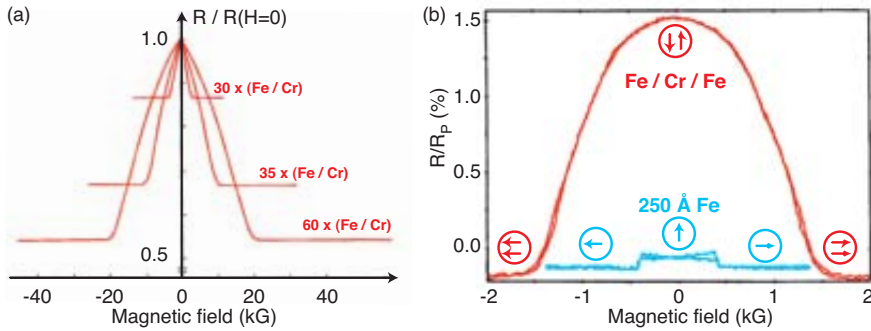 (a)
R / R(H=0)
1.0
30 x (Fe / Cr)
35 x (Fe / Cr)
60 x (Fe / Cr)
0.5
-40 -20 0 20 40
Magnetic field (kG)
(b)
1.5
Fe / Cr / Fe
1.5
R/R_P (%)
0.5
250 Å Fe
0.0
-2 -1 0 1 2
Magnetic field (kG)